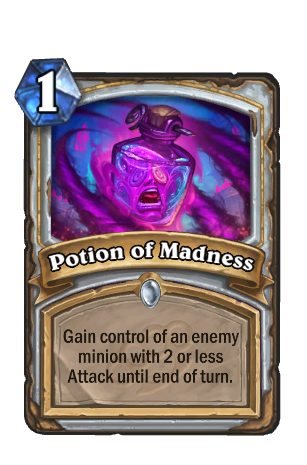 1
Potion of Madness
Gain control of an enemy
minion with 2 or less
Attack until end of turn.